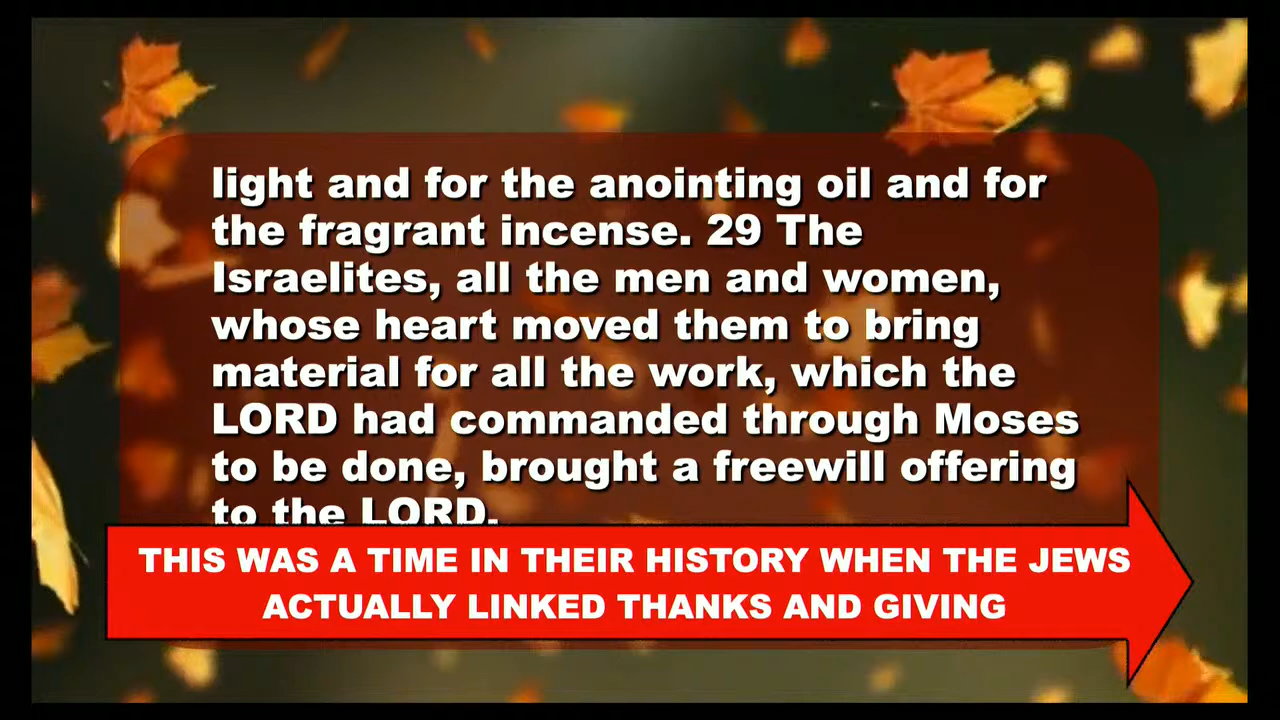 light and for the anointing oil and for
the fragrant incense. 29 The
Israelites, all the men and women,
whose heart moved them to bring
material for all the work, which the
LORD had commanded through Moses
to be done, brought a freewill offering
to the LORD.
THIS WAS A TIME IN THEIR HISTORY WHEN THE JEWS
ACTUALLY LINKED THANKS AND GIVING